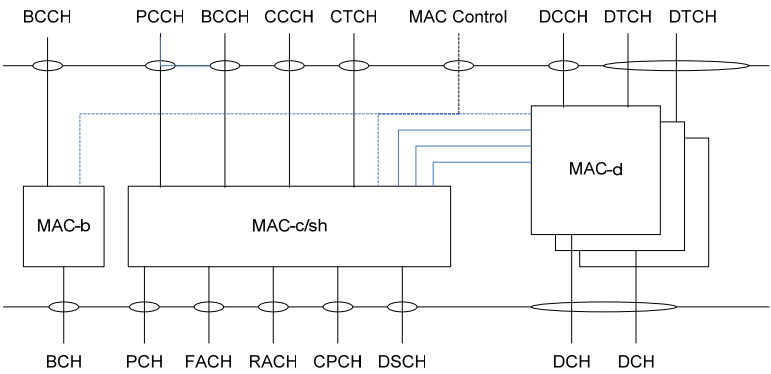 BCCH PCCH BCCH CCCH CTCH MAC Control DCCH DTCH DTCH
MAC-d
MAC-b MAC-c/sh
BCH PCH FACH RACH CPCH DSCH DCH DCH